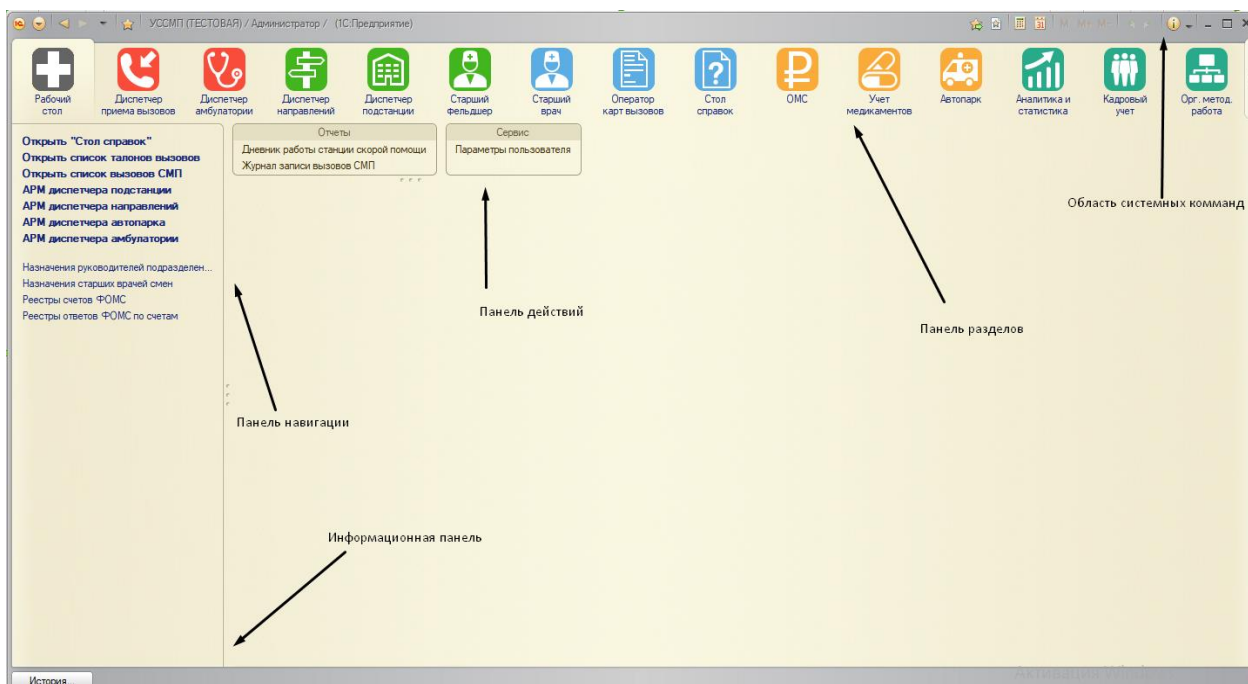 УССМП (ТЕСТОВАЯ) / Администратор / (1С:Предприятие)
31 M M+ M-
Рабочий стол
Диспетчер приема вызовов
Диспетчер амбулатории
Диспетчер направлений
Диспетчер подстанции
Старший фельдшер
Старший врач
Оператор карт вызовов
Стол справок
ОМС
Учет медикаментов
Автопарк
Аналитика и статистика
Кадровый учет
Орг. метод. работа
Открыть "Стол справок"
Открыть список талонов вызовов
Открыть список вызовов СМП
АРМ диспетчера подстанции
АРМ диспетчера направлений
АРМ диспетчера автопарка
АРМ диспетчера амбулатории
Назначения руководителей подразделен...
Назначения старших врачей смен
Реестры счетов ФОМС
Реестры ответов ФОМС по счетам
Отчеты
Дневник работы станции скорой помощи
Журнал записи вызовов СМП
Сервис
Параметры пользователя
Область системных комманд
Панель действий
Панель разделов
Панель навигации
Информационная панель
История...
Активация Windows